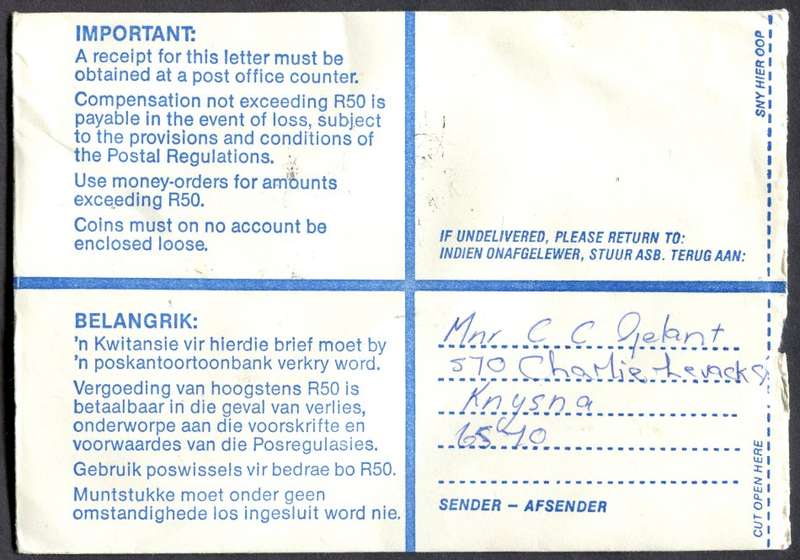 IMPORTANT:
A receipt for this letter must be
obtained at a post office counter.
Compensation not exceeding R50 is
payable in the event of loss, subject
to the provisions and conditions of
the Postal Regulations.
Use money-orders for amounts
exceeding R50.
Coins must on no account be
enclosed loose.
SNY HIER OOP
IF UNDELIVERED, PLEASE RETURN TO:
INDIEN ONAFGELEWER, STUUR ASB. TERUG AAN:
BELANGRIK:
'n Kwitansie vir hierdie brief moet by
'n poskantoortoonbank verkry word.
Vergoeding van hoogstens R50 is
betaalbaar in die geval van verlies,
onderworpe aan die voorskrifte en
voorwaardes van die Posregulasies.
Gebruik poswissels vir bedrae bo R50.
Muntstukke moet onder geen
omstandighede los ingesluit word nie.
Mnr C C Gelant
570 Charlie
Knysna
6570
SENDER – AFSENDER
CUT OPEN HERE